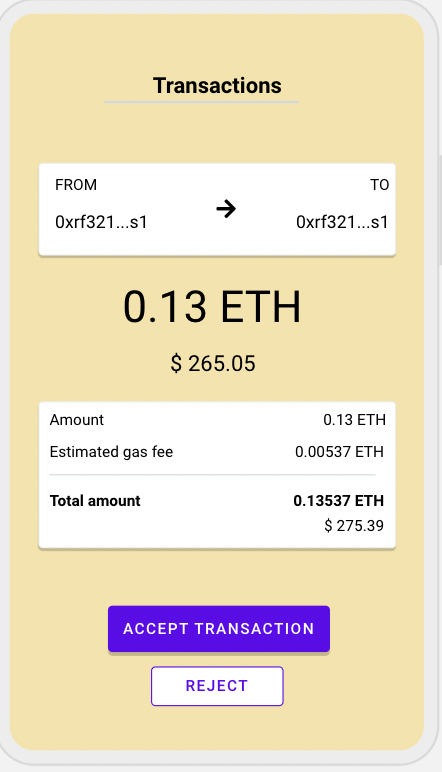 Transactions
FROM TO
0xrf321...s1 0xrf321...s1
0.13 ETH
$ 265.05
Amount 0.13 ETH
Estimated gas fee 0.00537 ETH
Total amount 0.13537 ETH
$ 275.39
ACCEPT TRANSACTION
REJECT